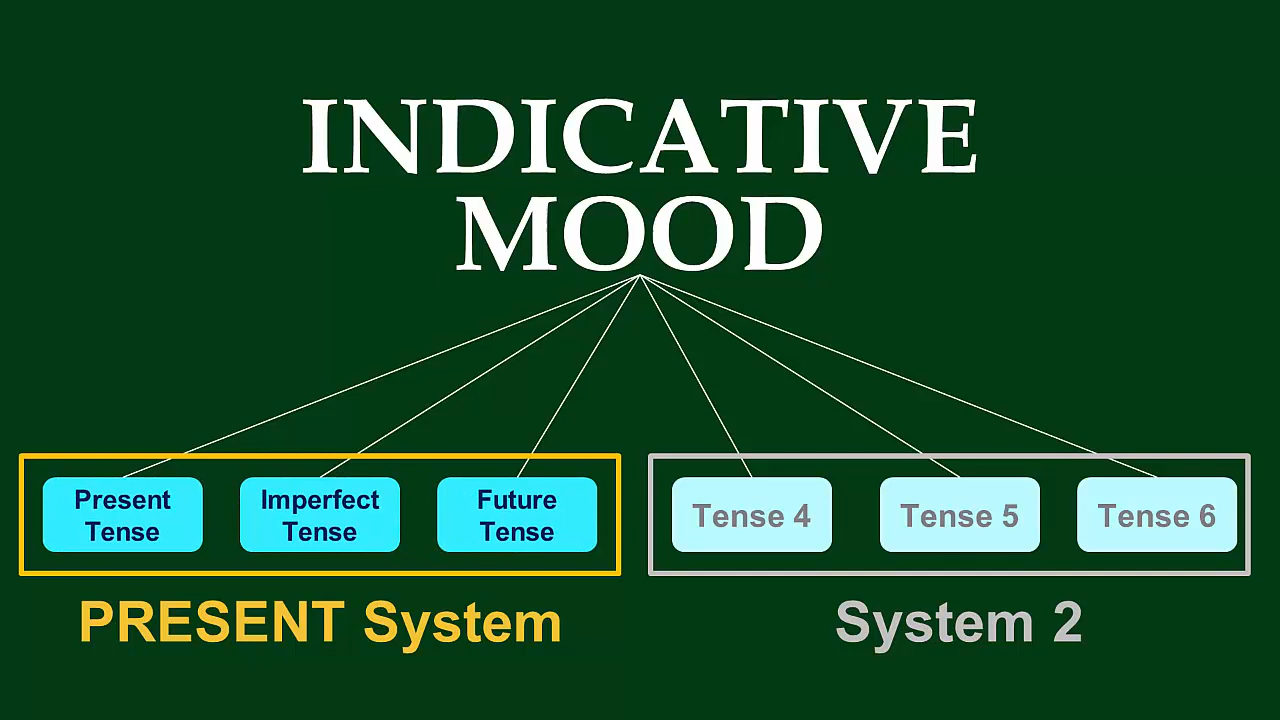 INDICATIVE
MOOD
Present
Tense
Imperfect
Tense
Future
Tense
Tense 4
Tense 5
Tense 6
PRESENT System
System 2